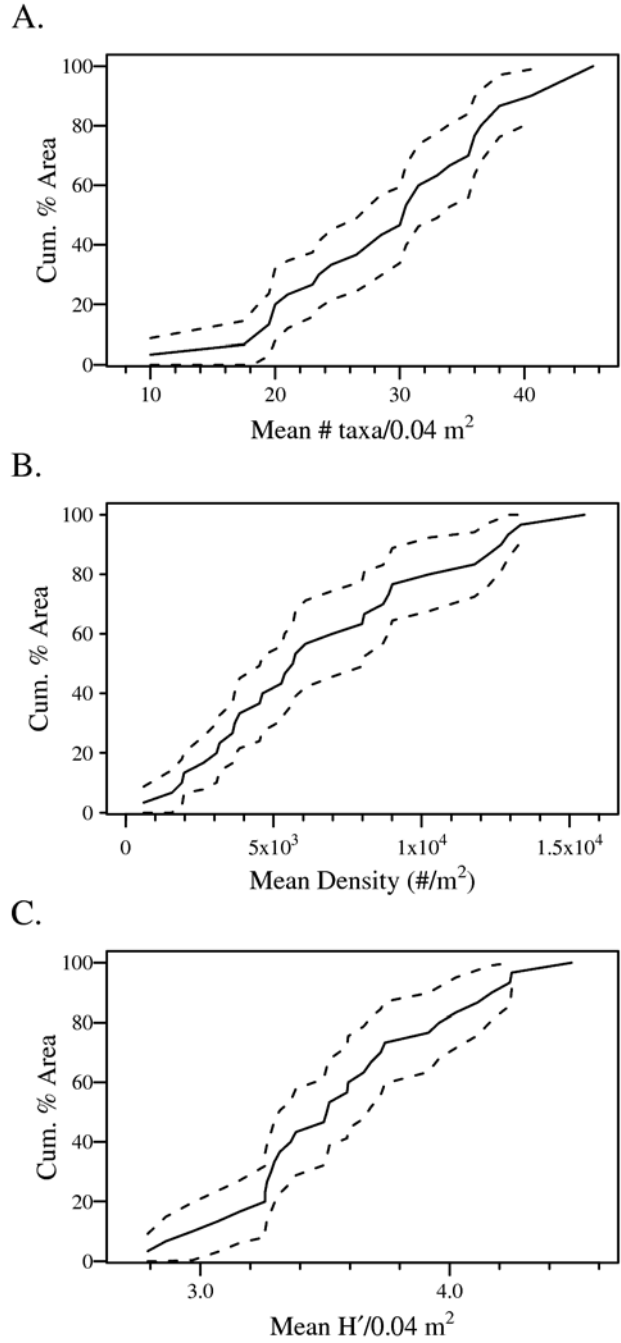 A.
100
80
60
40
20
0
Cum. % Area
10 20 30 40
Mean # taxa/0.04 m²
B.
100
80
60
40
20
0
Cum. % Area
0 5x10³ 1x10⁴ 1.5x10⁴
Mean Density (#/m²)
C.
100
80
60
40
20
0
Cum. % Area
3.0 4.0
Mean H′/0.04 m²